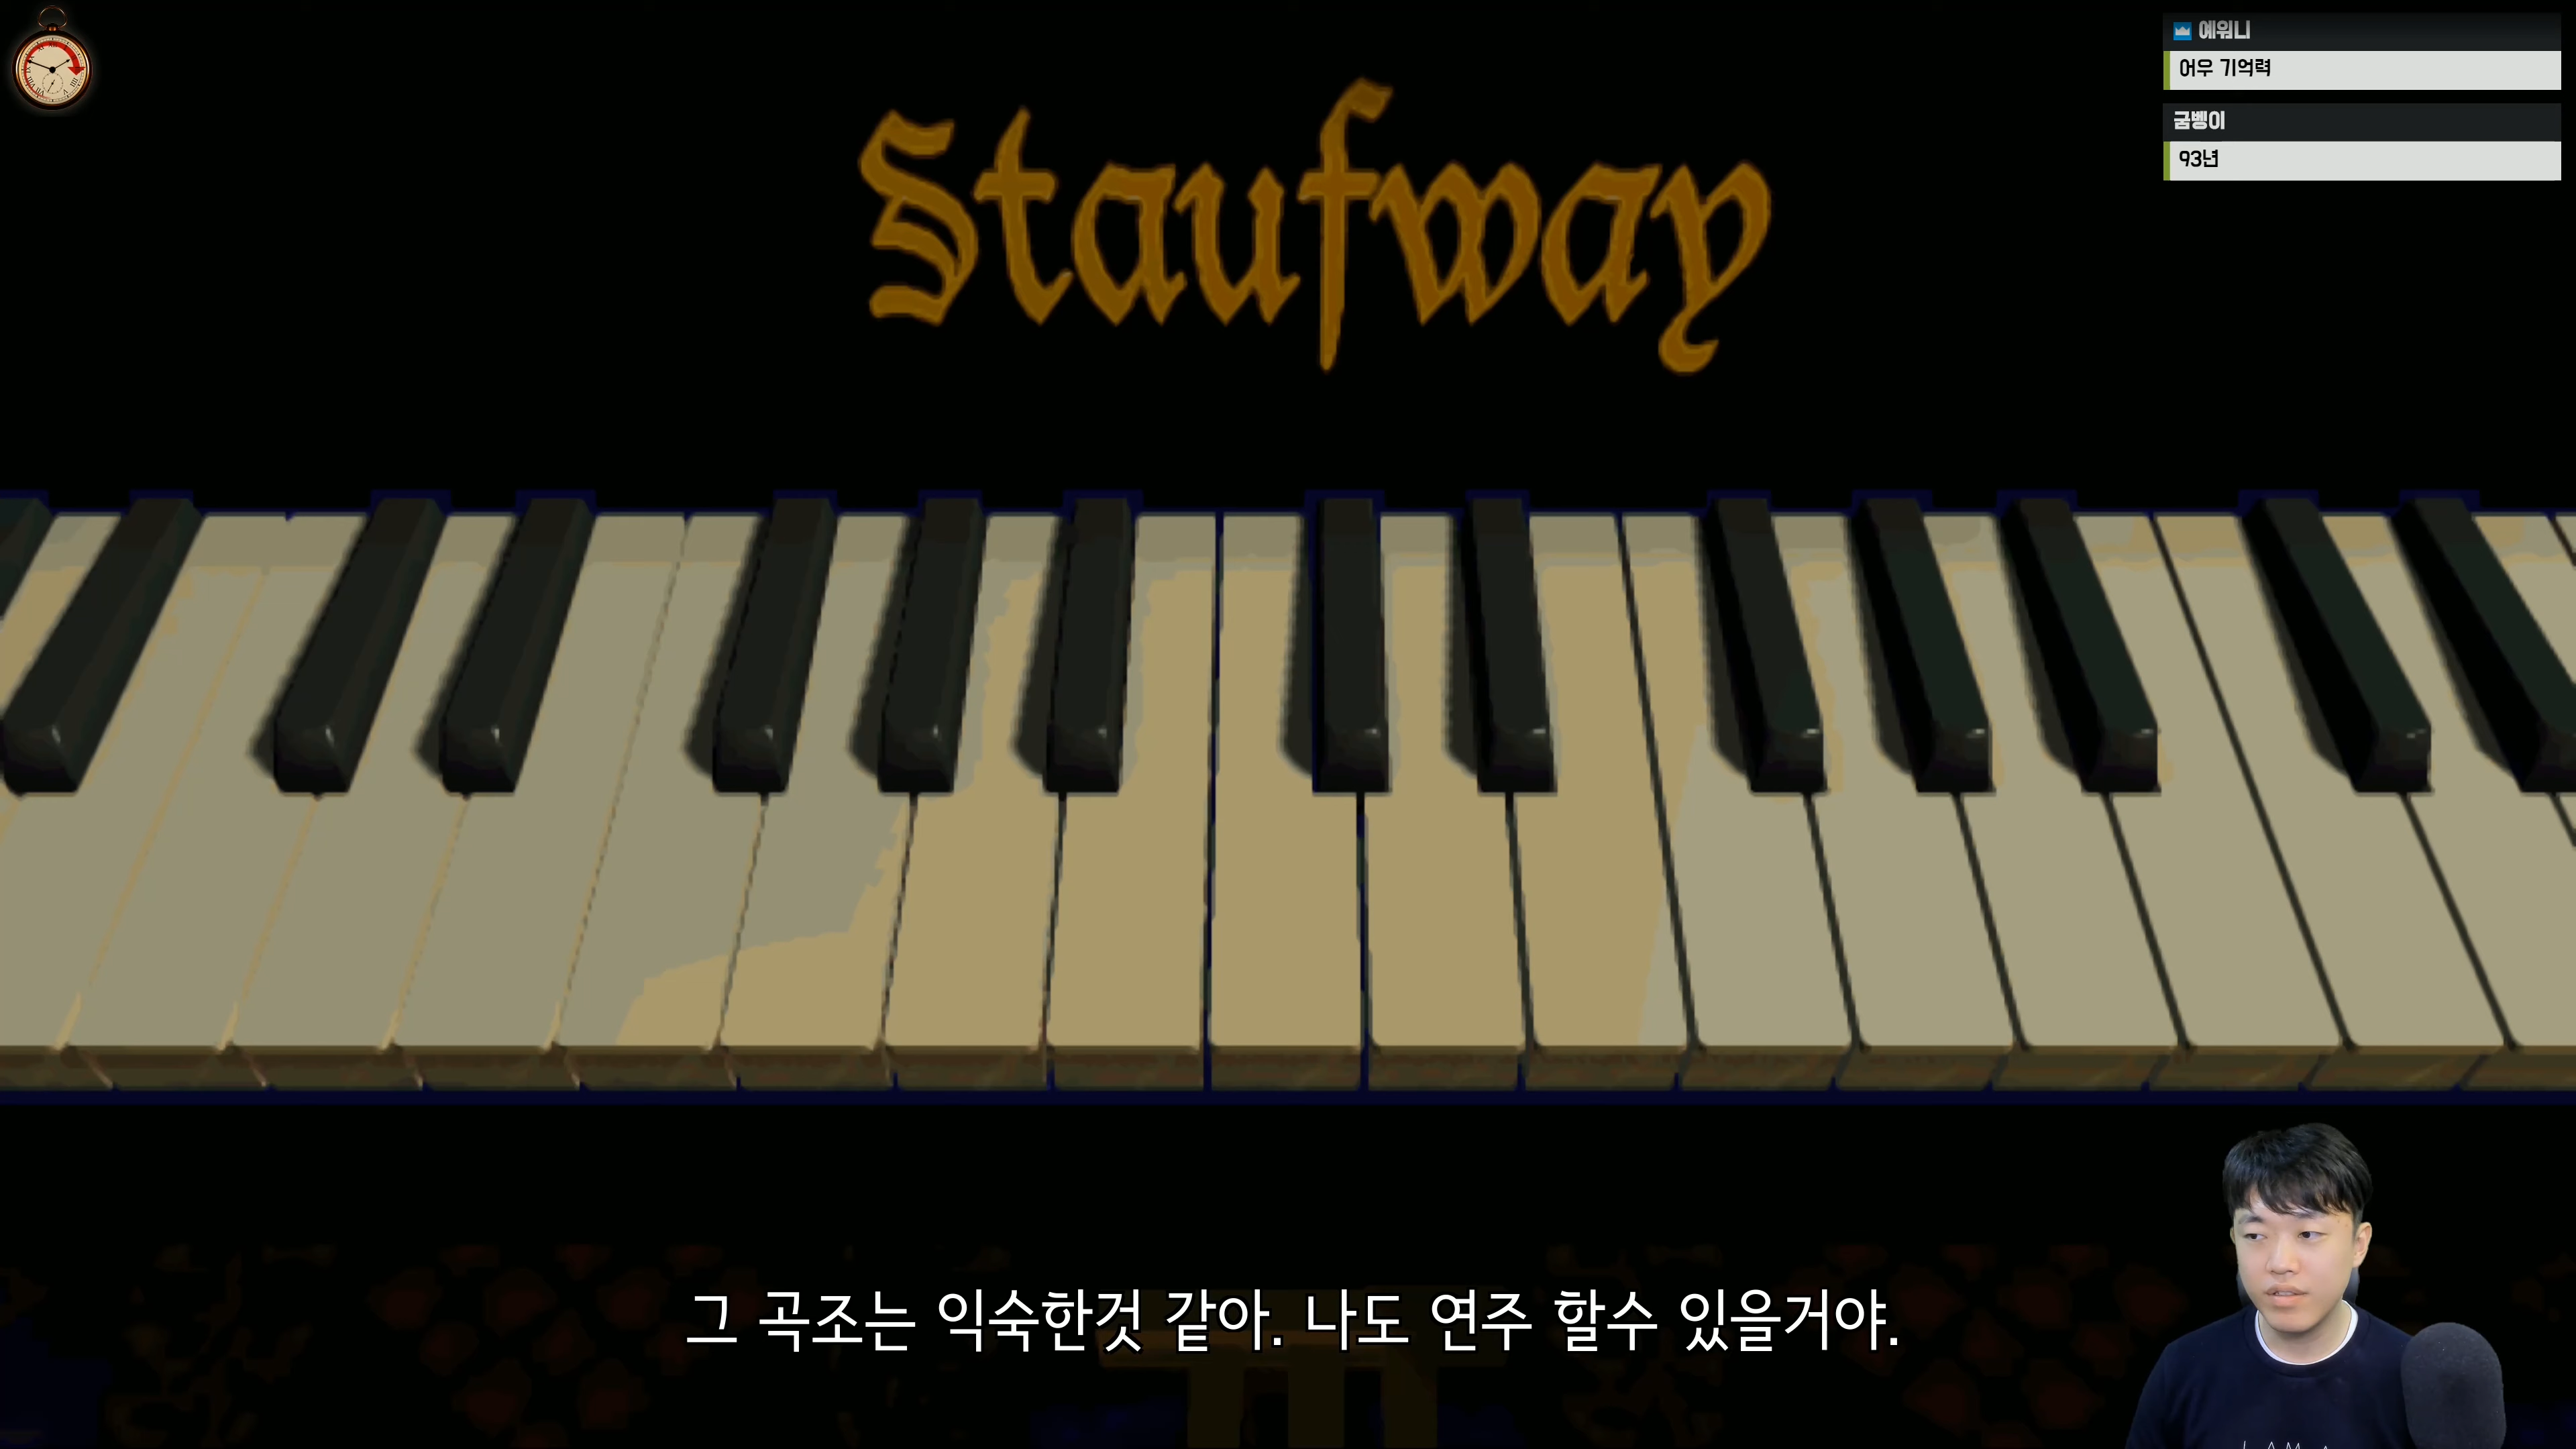 예워니
어우 기억력
굼벵이
93년
Staufway
그 곡조는 익숙한것 같아. 나도 연주 할수 있을거야.
I AM A